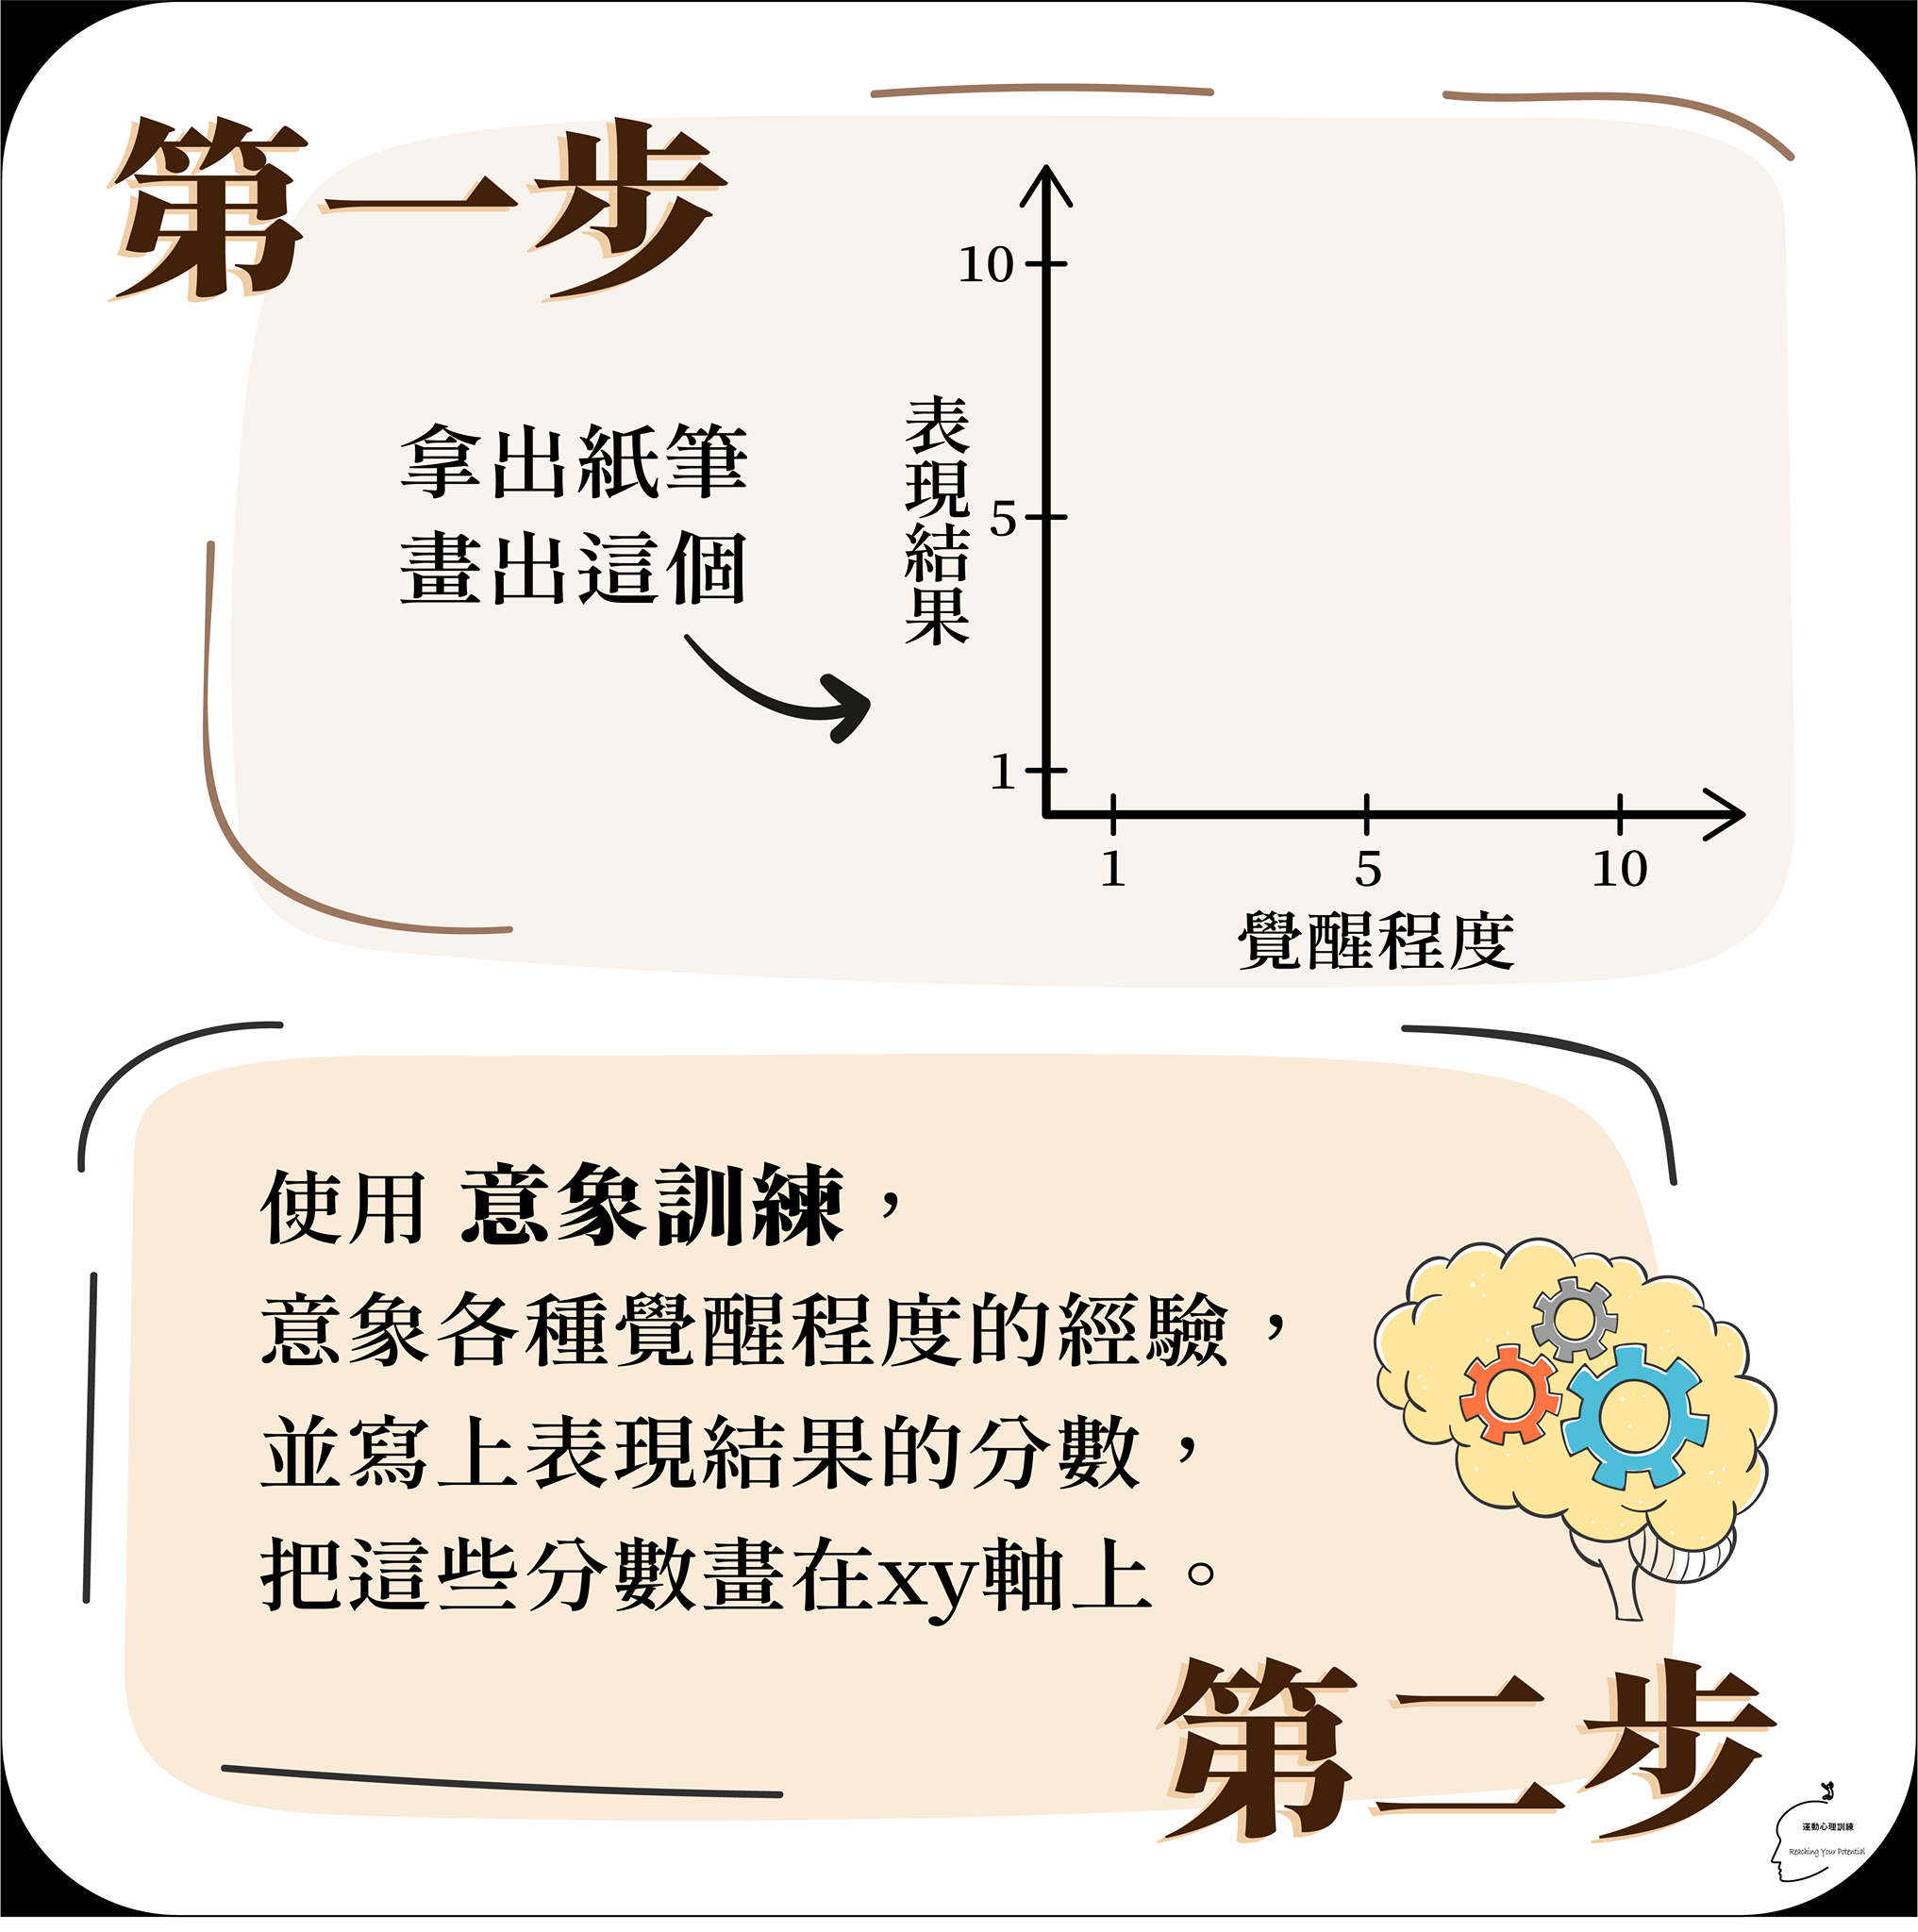 第一步
拿出紙筆
畫出這個
表現結果
10
5
1
1 5 10
覺醒程度
使用 意象訓練，
意象各種覺醒程度的經驗，
並寫上表現結果的分數，
把這些分數畫在xy軸上。
第二步
運動心理訓練
Reaching Your Potential